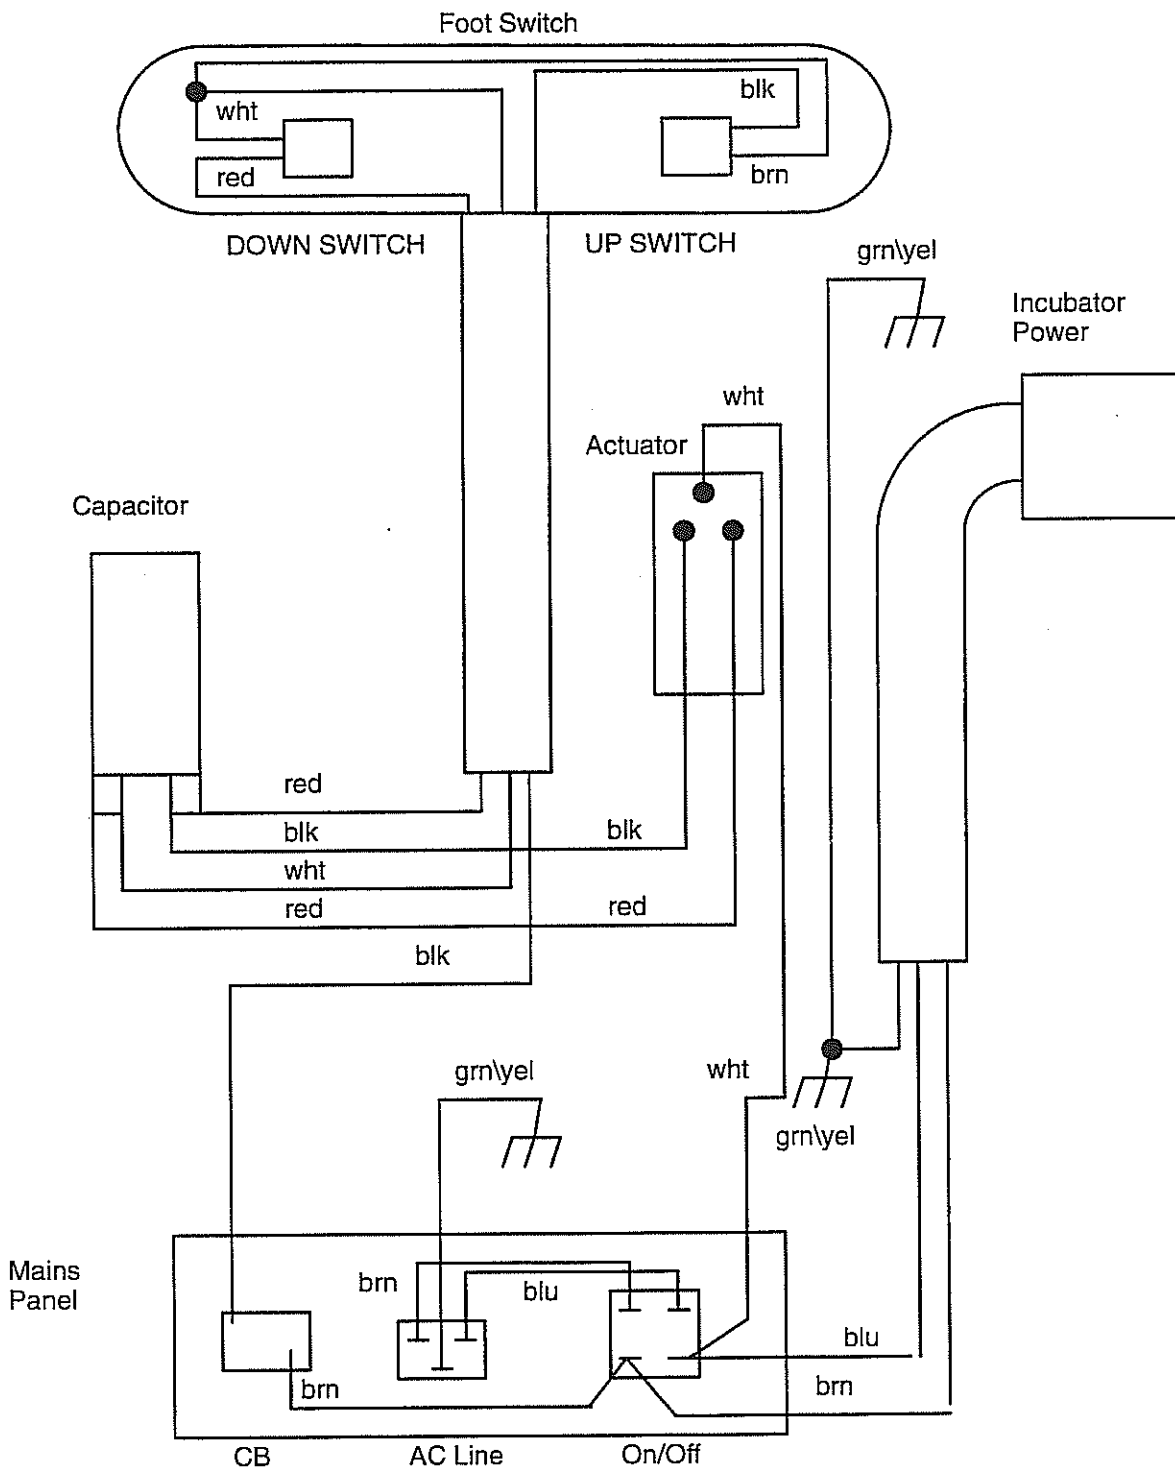 Foot Switch
blk
wht
red
brn
DOWN SWITCH
UP SWITCH
grn\yel
Incubator
Power
wht
Actuator
Capacitor
red
blk
blk
wht
red
red
blk
grn\yel
wht
grn\yel
Mains
Panel
brn
blu
blu
brn
brn
CB
AC Line
On/Off